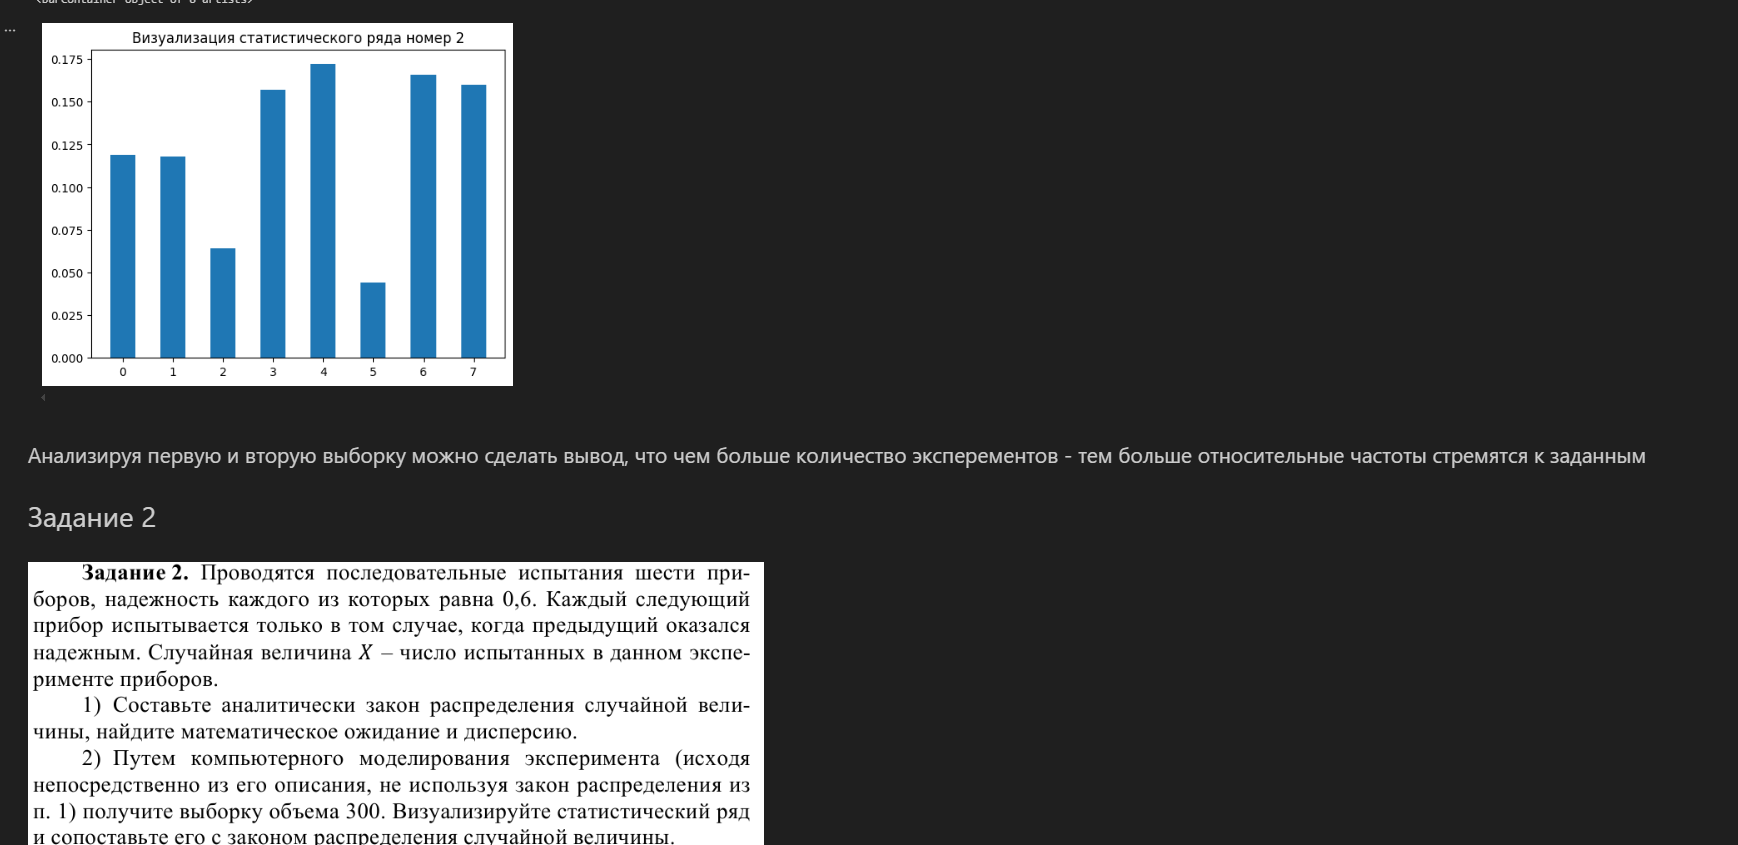 <BarContainer object of 8 artists>
...
Визуализация статистического ряда номер 2
0.175
0.150
0.125
0.100
0.075
0.050
0.025
0.000
0 1 2 3 4 5 6 7
Анализируя первую и вторую выборку можно сделать вывод, что чем больше количество эксперементов - тем больше относительные частоты стремятся к заданным
Задание 2
Задание 2. Проводятся последовательные испытания шести при-
боров, надежность каждого из которых равна 0,6. Каждый следующий
прибор испытывается только в том случае, когда предыдущий оказался
надежным. Случайная величина X – число испытанных в данном экспе-
рименте приборов.
1) Составьте аналитически закон распределения случайной вели-
чины, найдите математическое ожидание и дисперсию.
2) Путем компьютерного моделирования эксперимента (исходя
непосредственно из его описания, не используя закон распределения из
п. 1) получите выборку объема 300. Визуализируйте статистический ряд
и сопоставьте его с законом распределения случайной величины.